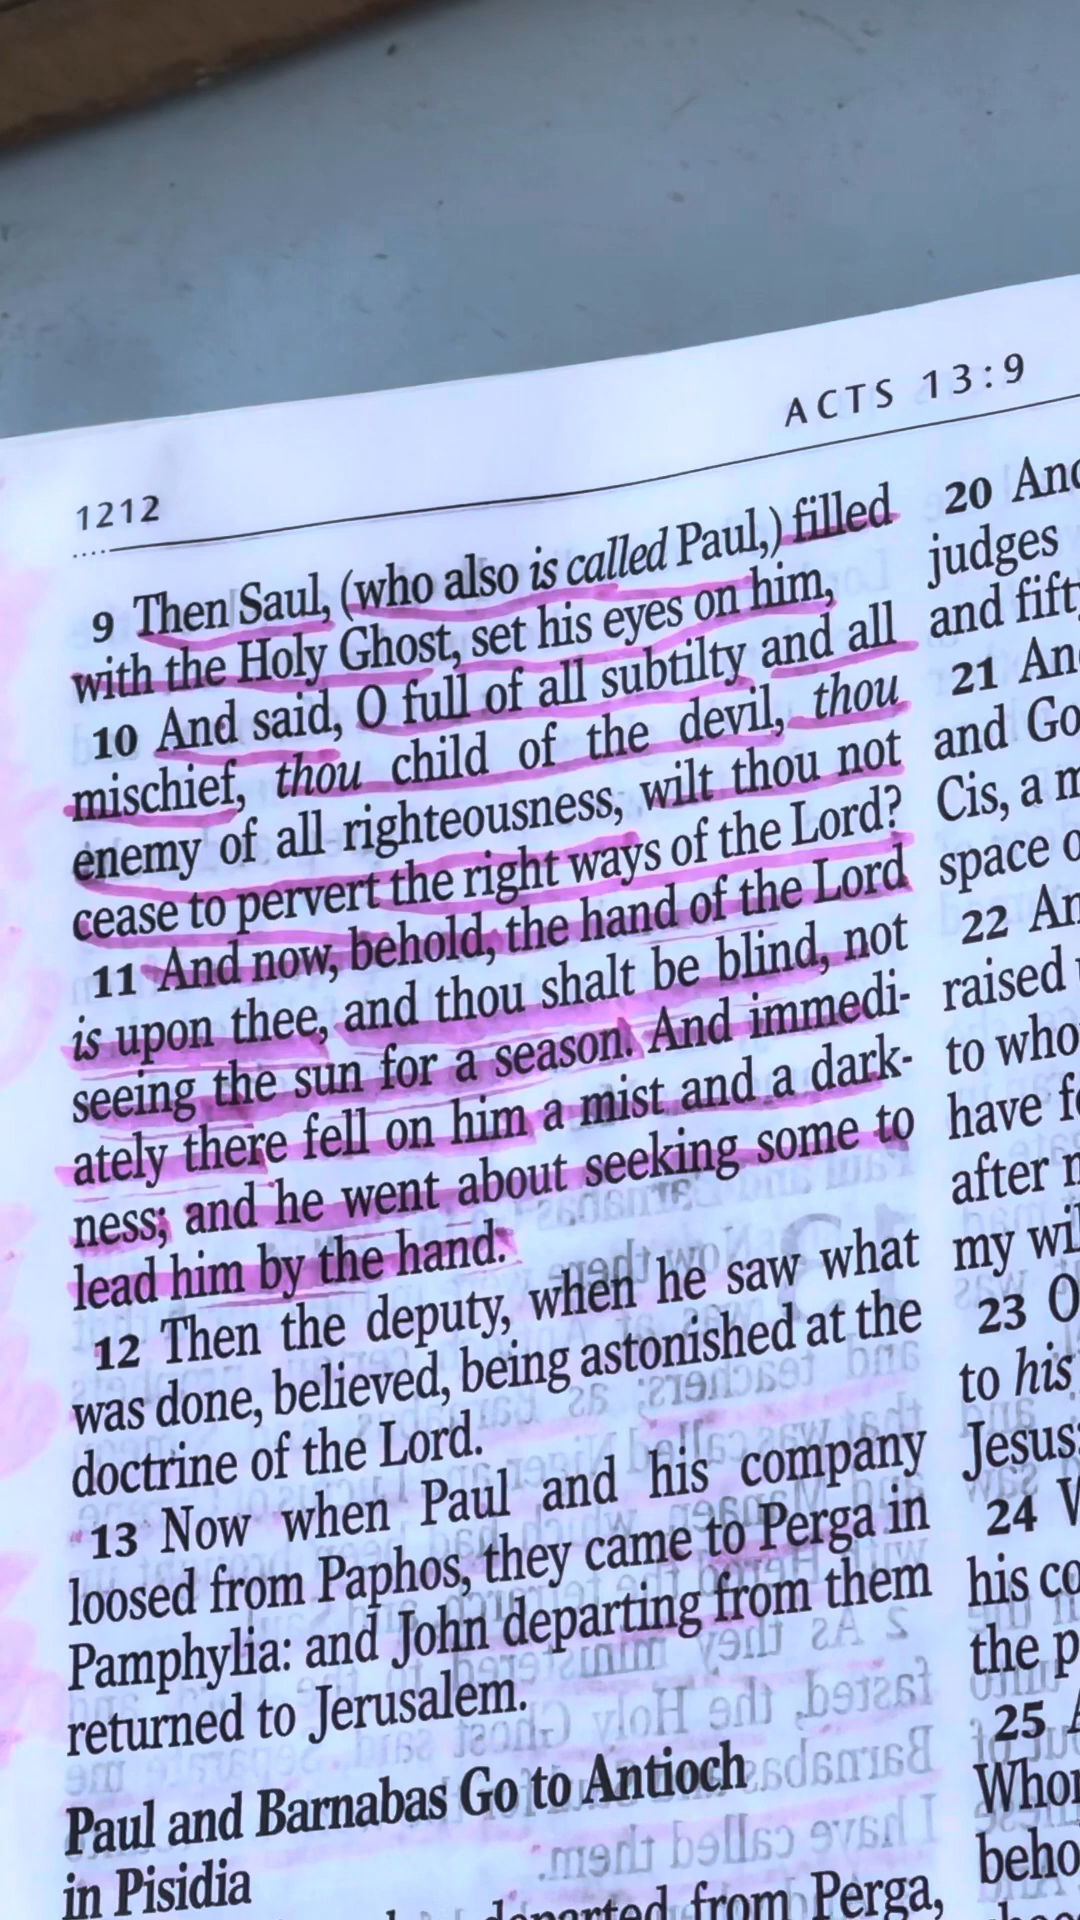 ACTS 13:9
1212
9 Then Saul, (who also is called Paul,) filled
with the Holy Ghost, set his eyes on him,
10 And said, O full of all subtilty and all
mischief, thou child of the devil, thou
enemy of all righteousness, wilt thou not
cease to pervert the right ways of the Lord?
11 And now, behold, the hand of the Lord
is upon thee, and thou shalt be blind, not
seeing the sun for a season. And immedi-
ately there fell on him a mist and a dark-
ness; and he went about seeking some to
lead him by the hand.
12 Then the deputy, when he saw what
was done, believed, being astonished at the
doctrine of the Lord.
13 Now when Paul and his company
loosed from Paphos, they came to Perga in
Pamphylia: and John departing from them
returned to Jerusalem.
Paul and Barnabas Go to Antioch
in Pisidia
departed from Perga,
20
judges
and
21
and
Cis, a
space
22
raised
to who
have
after
my
23
to his
Jesus:
24
his
the
25